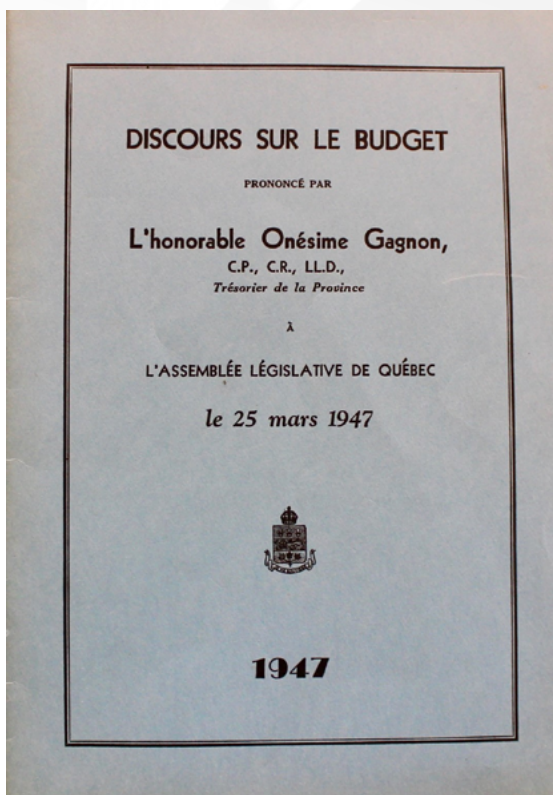 DISCOURS SUR LE BUDGET
PRONONCÉ PAR
L'honorable Onésime Gagnon,
C.P., C.R., LL.D.,
Trésorier de la Province
À
L'ASSEMBLÉE LÉGISLATIVE DE QUÉBEC
le 25 mars 1947
1947